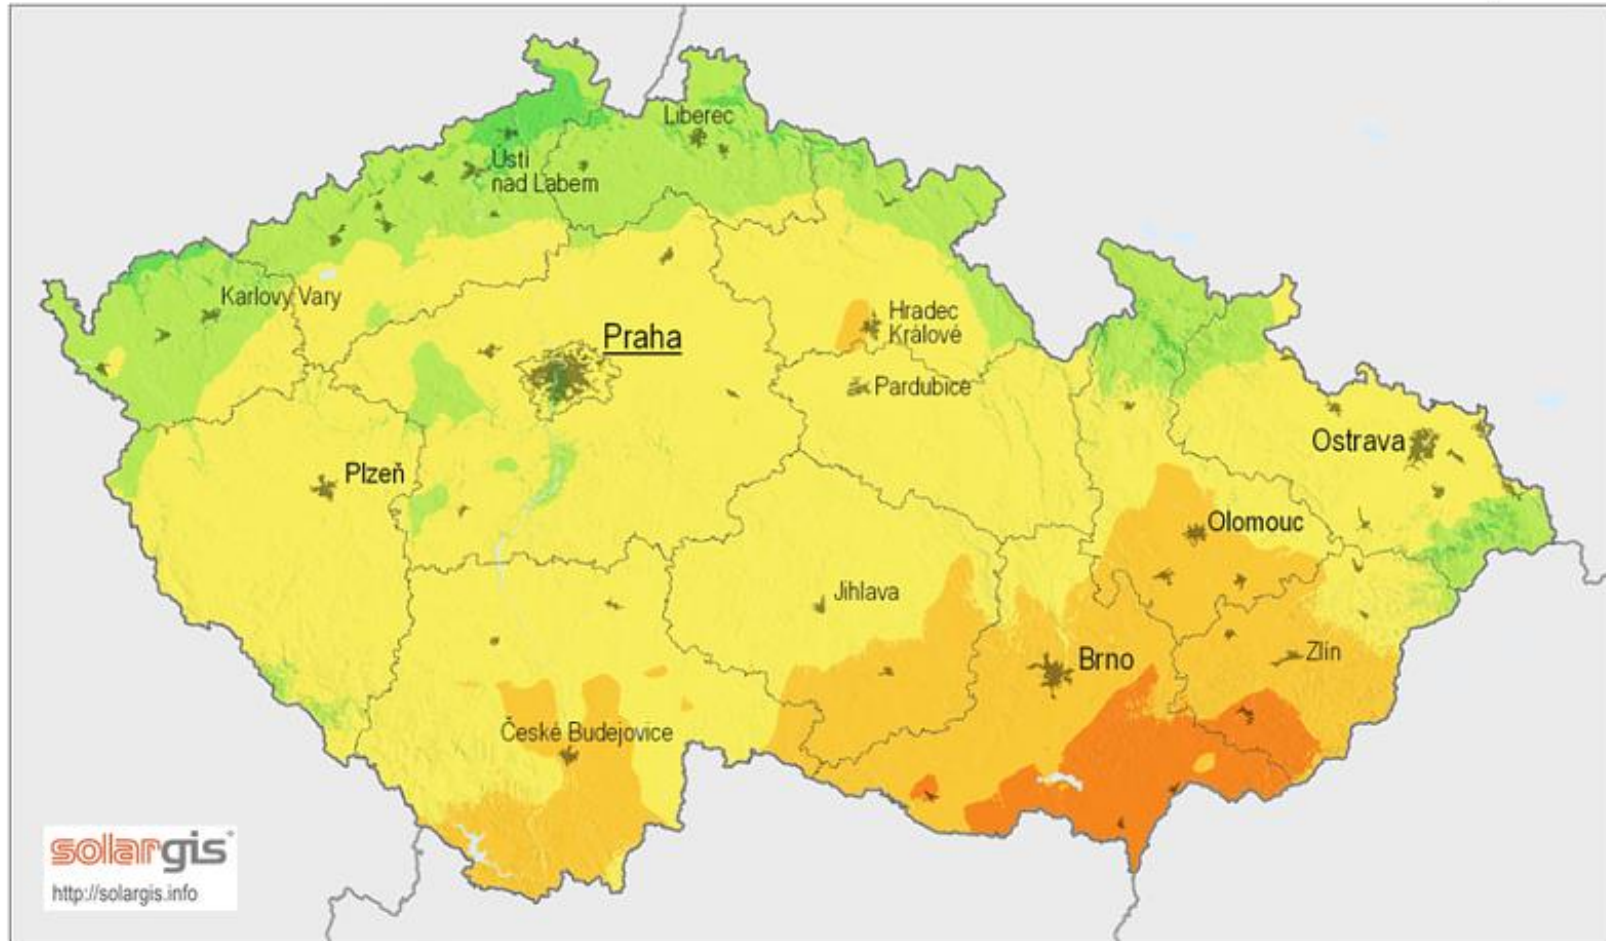 Liberec
Usti
nad Labem
Karlovy Vary
Praha
Hradec
Králové
Pardubice
Plzeň
Ostrava
Olomouc
Jihlava
Brno
Zlín
České Budejovice
solargis
http://solargis.info